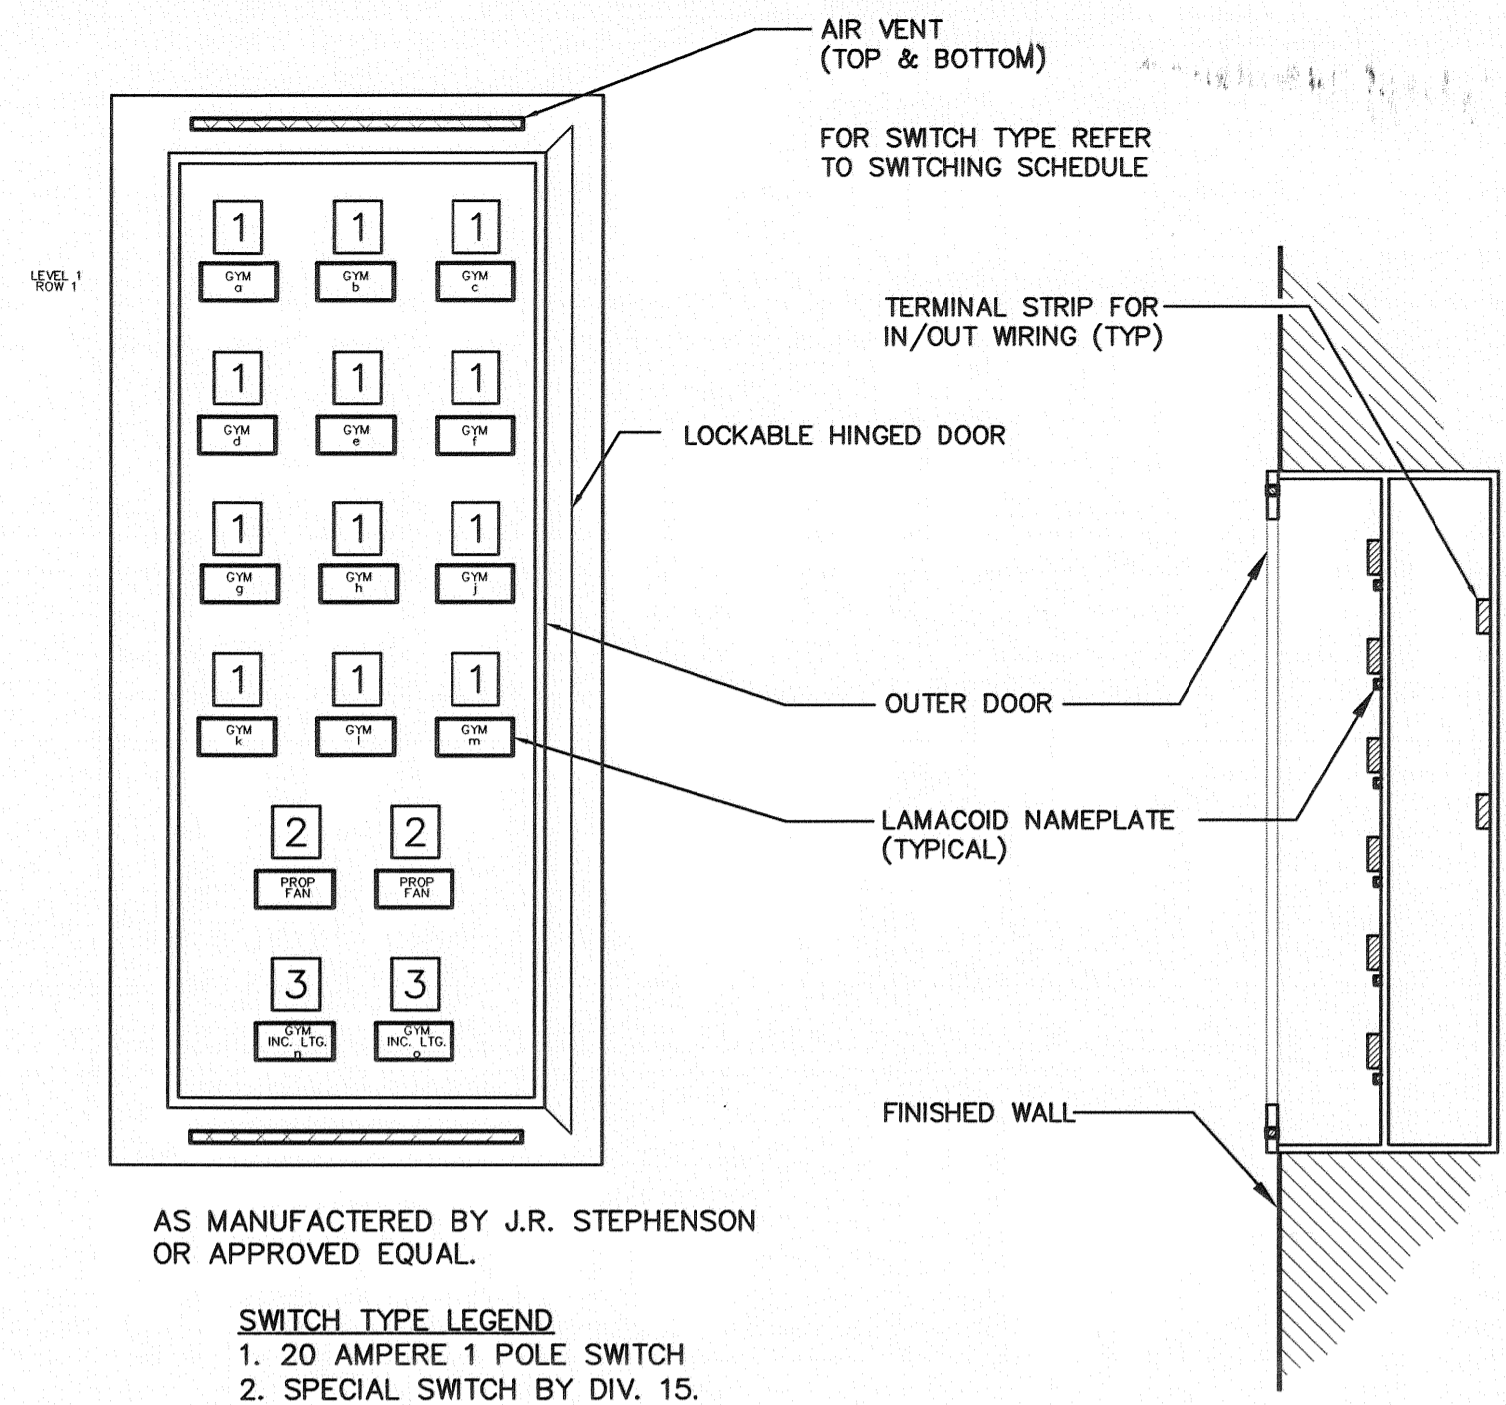 AIR VENT
(TOP & BOTTOM)
FOR SWITCH TYPE REFER
TO SWITCHING SCHEDULE
LEVEL 1
ROW 1
1 1 1
GYM GYM GYM
a b c
1 1 1
GYM GYM GYM
d e f
1 1 1
GYM GYM GYM
g h j
1 1 1
GYM GYM GYM
k l m
2 2
PROP PROP
FAN FAN
3 3
GYM GYM
INC. LTG. INC. LTG.
n o
TERMINAL STRIP FOR
IN/OUT WIRING (TYP)
LOCKABLE HINGED DOOR
OUTER DOOR
LAMACOID NAMEPLATE
(TYPICAL)
FINISHED WALL
AS MANUFACTERED BY J.R. STEPHENSON
OR APPROVED EQUAL.
SWITCH TYPE LEGEND
1. 20 AMPERE 1 POLE SWITCH
2. SPECIAL SWITCH BY DIV. 15.